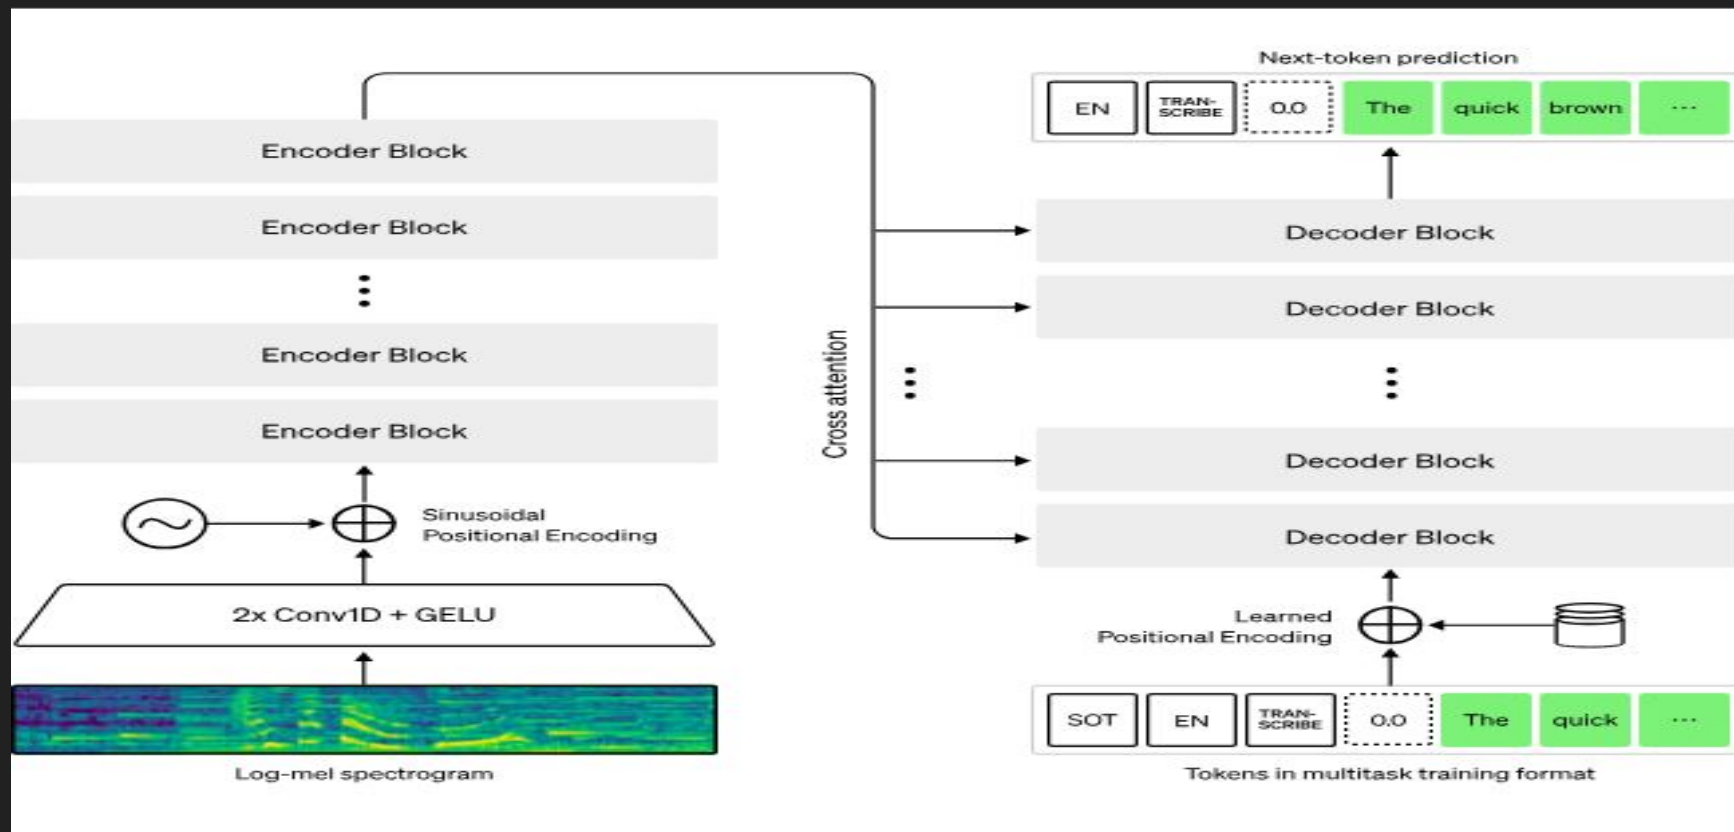 Encoder Block
Encoder Block
Encoder Block
Encoder Block
Sinusoidal
Positional Encoding
2x Conv1D + GELU
Log-mel spectrogram
Cross attention
Next-token prediction
EN TRAN-SCRIBE 0.0 The quick brown ...
Decoder Block
Decoder Block
Decoder Block
Decoder Block
Learned
Positional Encoding
SOT EN TRAN-SCRIBE 0.0 The quick ...
Tokens in multitask training format